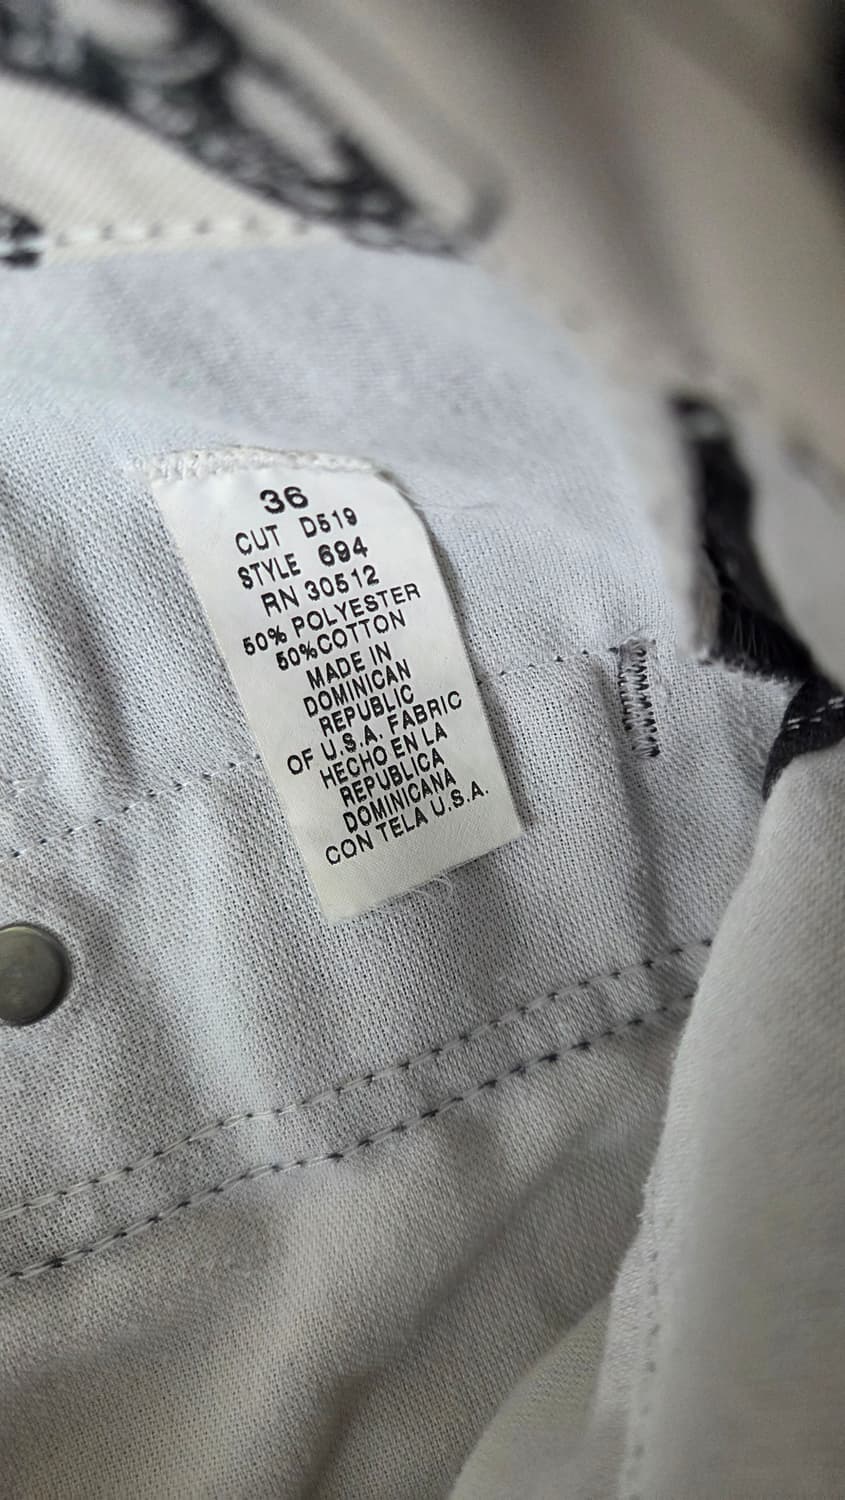 36
CUT D519
STYLE 694
RN 30512
50% POLYESTER
50%COTTON
MADE IN
DOMINICAN
REPUBLIC
OF U.S.A. FABRIC
HECHO EN LA
REPUBLICA
DOMINICANA
CON TELA U.S.A.